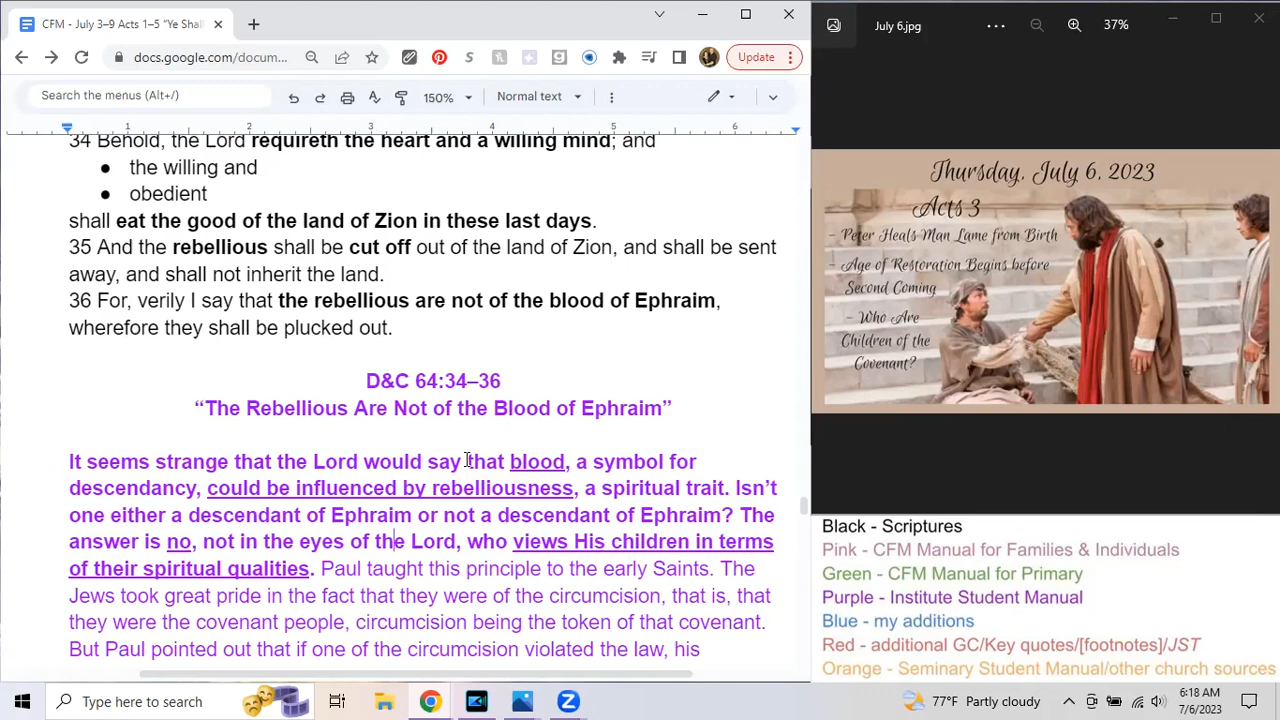 CFM - July 3–9 Acts 1–5 "Ye Shal
docs.google.com/docum...
Update
Search the menus (Alt+/)
150%
Normal text
1 2 3 4 5 6
34 Behold, the Lord requireth the heart and a willing mind; and
● the willing and
● obedient
shall eat the good of the land of Zion in these last days.
35 And the rebellious shall be cut off out of the land of Zion, and shall be sent
away, and shall not inherit the land.
36 For, verily I say that the rebellious are not of the blood of Ephraim,
wherefore they shall be plucked out.
D&C 64:34–36
“The Rebellious Are Not of the Blood of Ephraim”
It seems strange that the Lord would say that blood, a symbol for
descendancy, could be influenced by rebelliousness, a spiritual trait. Isn’t
one either a descendant of Ephraim or not a descendant of Ephraim? The
answer is no, not in the eyes of the Lord, who views His children in terms
of their spiritual qualities. Paul taught this principle to the early Saints. The
Jews took great pride in the fact that they were of the circumcision, that is, that
they were the covenant people, circumcision being the token of that covenant.
But Paul pointed out that if one of the circumcision violated the law, his
July 6.jpg
37%
Thursday, July 6, 2023
Acts 3
- Peter Heals Man Lame from Birth
- Age of Restoration Begins before
Second Coming
- Who Are
Children of the
Covenant?
Black - Scriptures
Pink - CFM Manual for Families & Individuals
Green - CFM Manual for Primary
Purple - Institute Student Manual
Blue - my additions
Red - additional GC/Key quotes/[footnotes]/JST
Orange - Seminary Student Manual/other church sources
Type here to search
77°F Partly cloudy
6:18 AM
7/6/2023